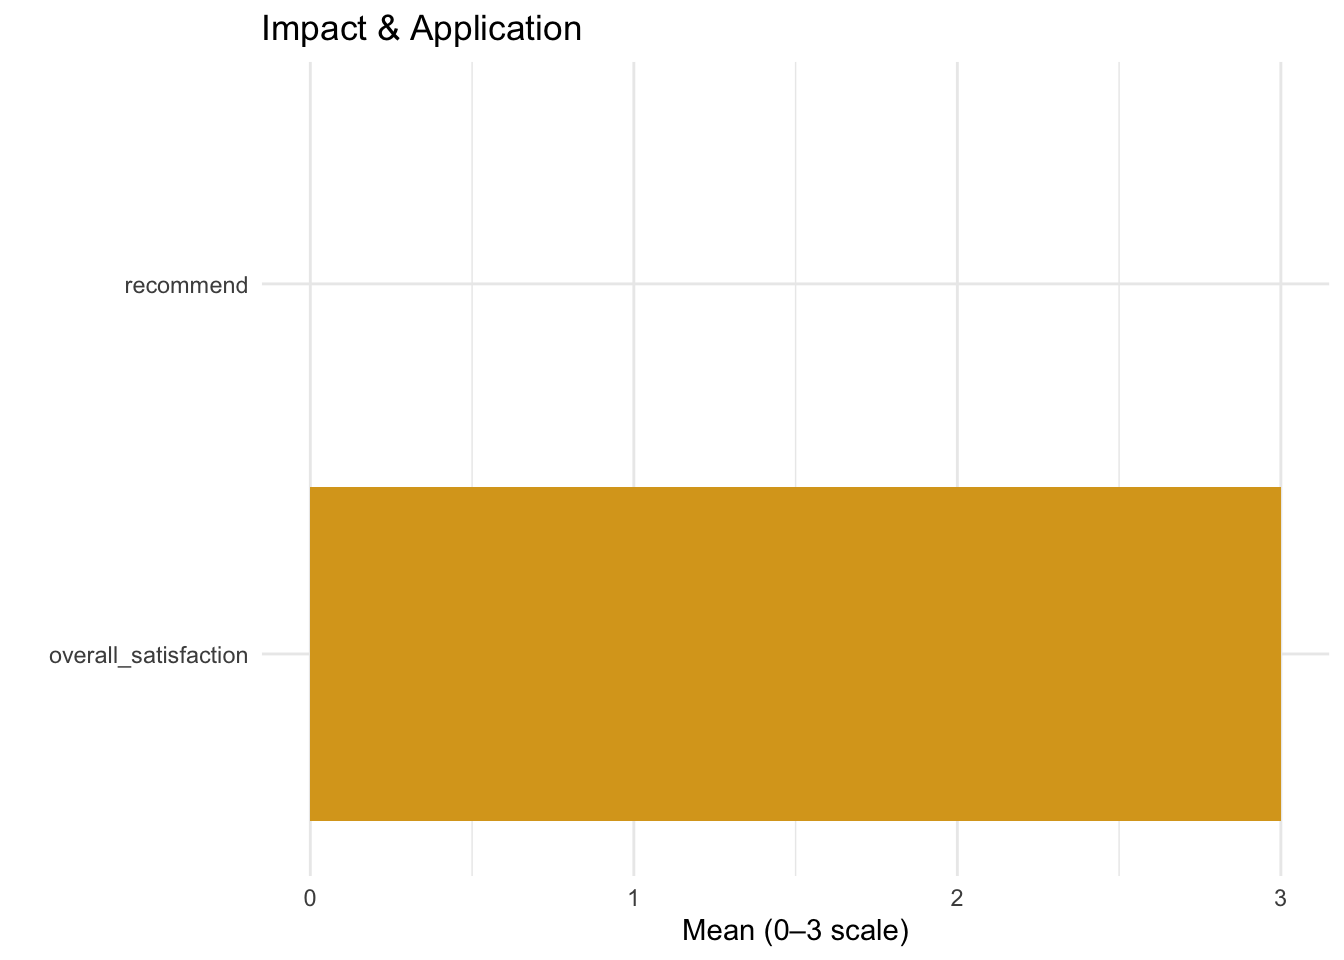 Impact & Application
recommend
overall_satisfaction
0 1 2 3
Mean (0–3 scale)